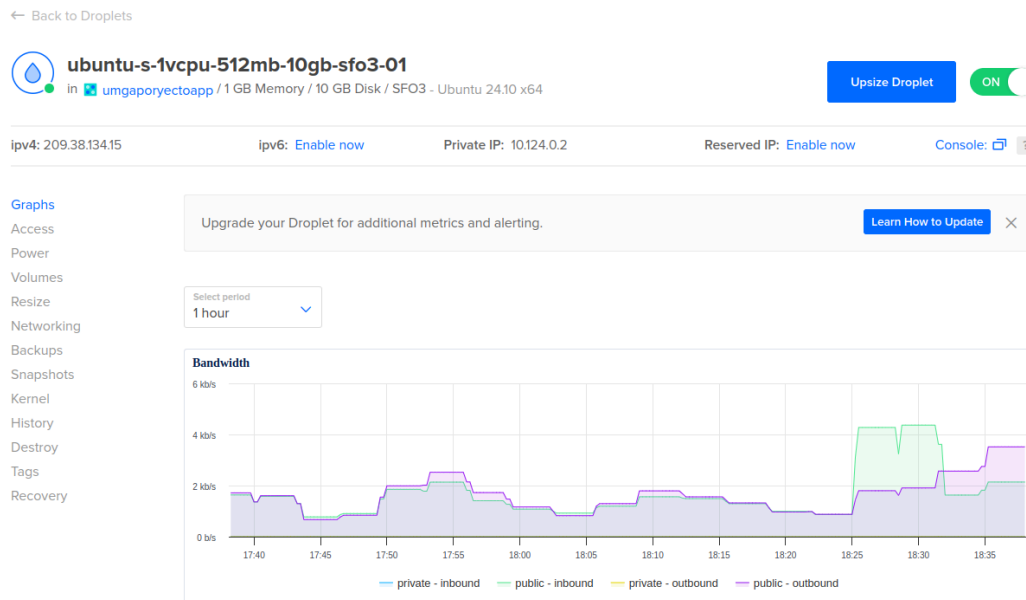 ← Back to Droplets
ubuntu-s-1vcpu-512mb-10gb-sfo3-01
in umgaporyectoapp / 1 GB Memory / 10 GB Disk / SFO3 - Ubuntu 24.10 x64
Upsize Droplet
ON
ipv4: 209.38.134.15 ipv6: Enable now Private IP: 10.124.0.2 Reserved IP: Enable now Console:
Graphs
Access
Power
Volumes
Resize
Networking
Backups
Snapshots
Kernel
History
Destroy
Tags
Recovery
Upgrade your Droplet for additional metrics and alerting.
Learn How to Update
Select period
1 hour
Bandwidth
6 kb/s
4 kb/s
2 kb/s
0 b/s
17:40 17:45 17:50 17:55 18:00 18:05 18:10 18:15 18:20 18:25 18:30 18:35
private - inbound public - inbound private - outbound public - outbound